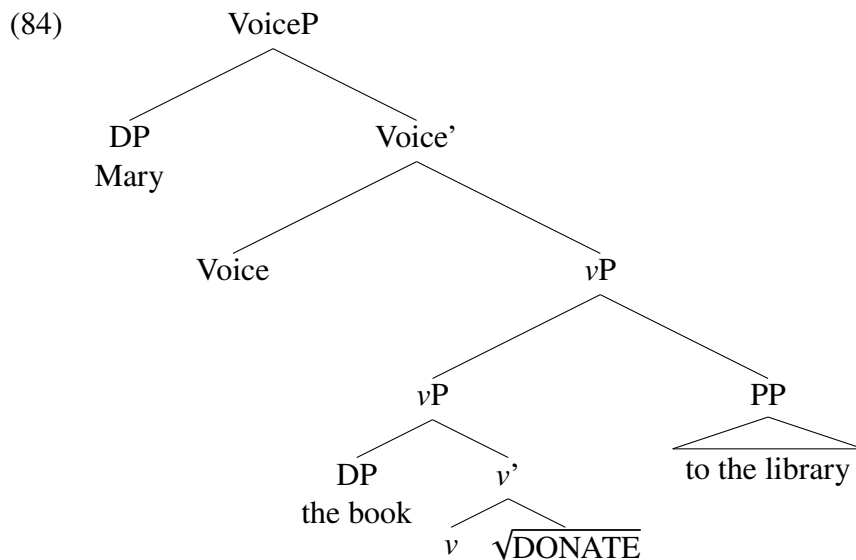 (84) VoiceP
DP Voice’
Mary
Voice vP
vP PP
DP v’ to the library
the book
v √DONATE